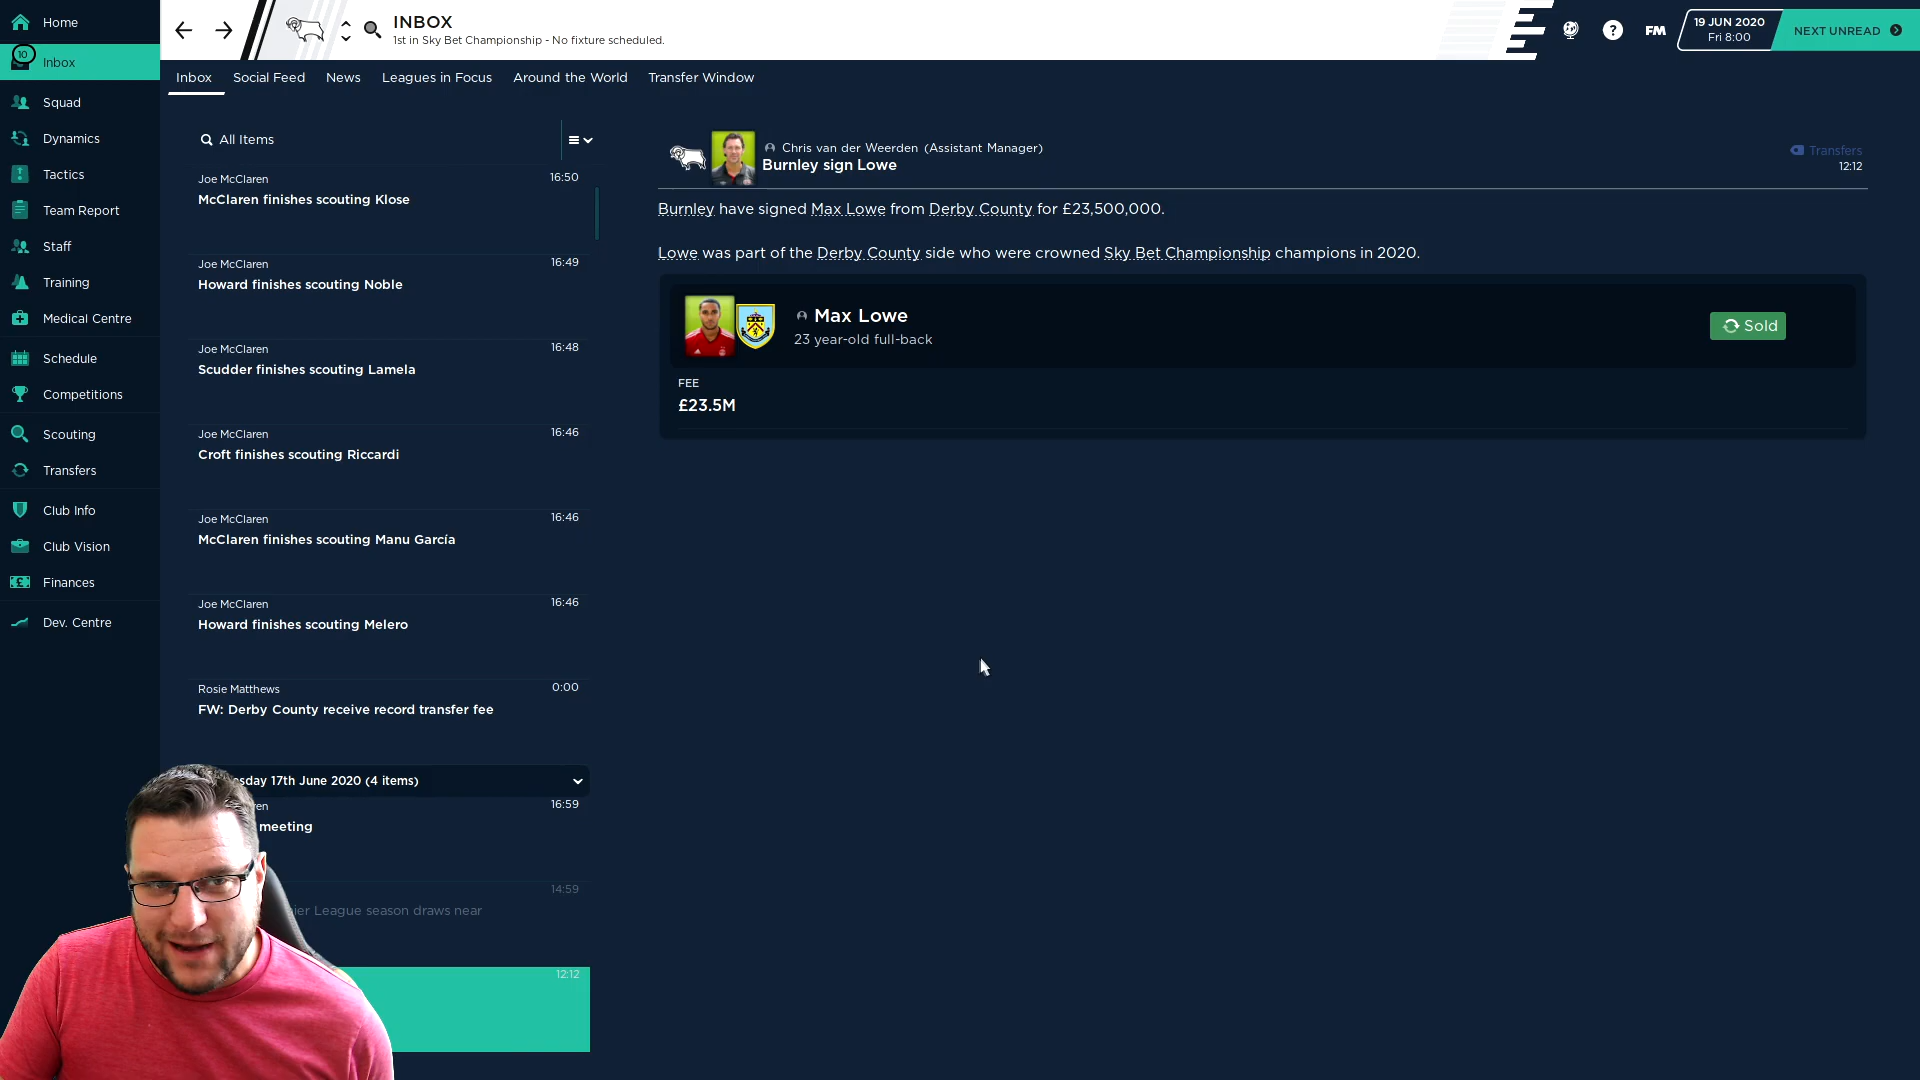 Home
10
Inbox
Squad
Dynamics
Tactics
Team Report
Staff
Training
Medical Centre
Schedule
Competitions
Scouting
Transfers
Club Info
Club Vision
Finances
Dev. Centre
INBOX
1st in Sky Bet Championship - No fixture scheduled.
?
FM
19 JUN 2020
Fri 8:00
NEXT UNREAD
Inbox Social Feed News Leagues in Focus Around the World Transfer Window
All Items
Joe McClaren 16:50
McClaren finishes scouting Klose
Joe McClaren 16:49
Howard finishes scouting Noble
Joe McClaren 16:48
Scudder finishes scouting Lamela
Joe McClaren 16:46
Croft finishes scouting Riccardi
Joe McClaren 16:46
McClaren finishes scouting Manu García
Joe McClaren 16:46
Howard finishes scouting Melero
Rosie Matthews 0:00
FW: Derby County receive record transfer fee
sday 17th June 2020 (4 items)
ren 16:59
meeting
14:59
ier League season draws near
12:12
Chris van der Weerden (Assistant Manager)
Burnley sign Lowe
Transfers
12:12
Burnley have signed Max Lowe from Derby County for £23,500,000.
Lowe was part of the Derby County side who were crowned Sky Bet Championship champions in 2020.
Max Lowe
23 year-old full-back
Sold
FEE
£23.5M